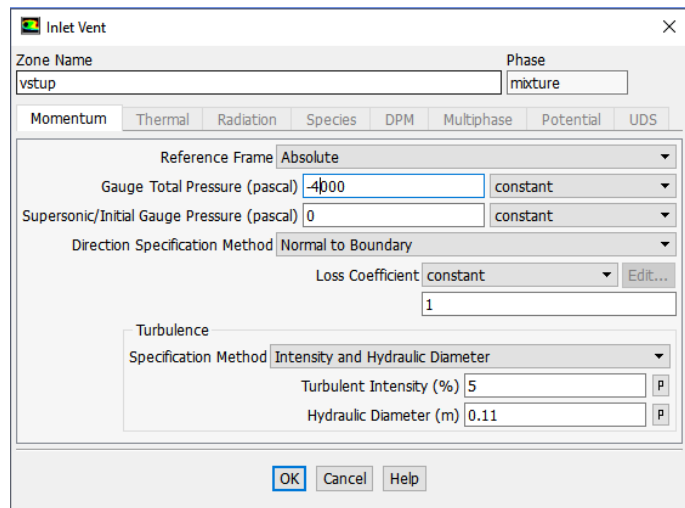 Inlet Vent
Zone Name Phase
vstup mixture
Momentum Thermal Radiation Species DPM Multiphase Potential UDS
Reference Frame Absolute
Gauge Total Pressure (pascal) -4000 constant
Supersonic/Initial Gauge Pressure (pascal) 0 constant
Direction Specification Method Normal to Boundary
Loss Coefficient constant Edit...
1
Turbulence
Specification Method Intensity and Hydraulic Diameter
Turbulent Intensity (%) 5 P
Hydraulic Diameter (m) 0.11 P
OK Cancel Help